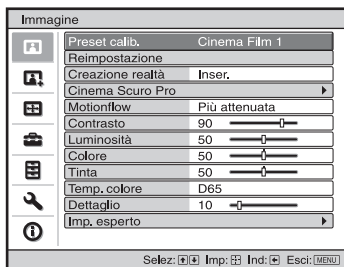 Immagine
Preset calib. Cinema Film 1
Reimpostazione
Creazione realtà Inser.
Cinema Scuro Pro
Motionflow Più attenuata
Contrasto 90
Luminosità 50
Colore 50
Tinta 50
Temp. colore D65
Dettaglio 10
Imp. esperto
Selez: Imp: Ind: Esci: MENU